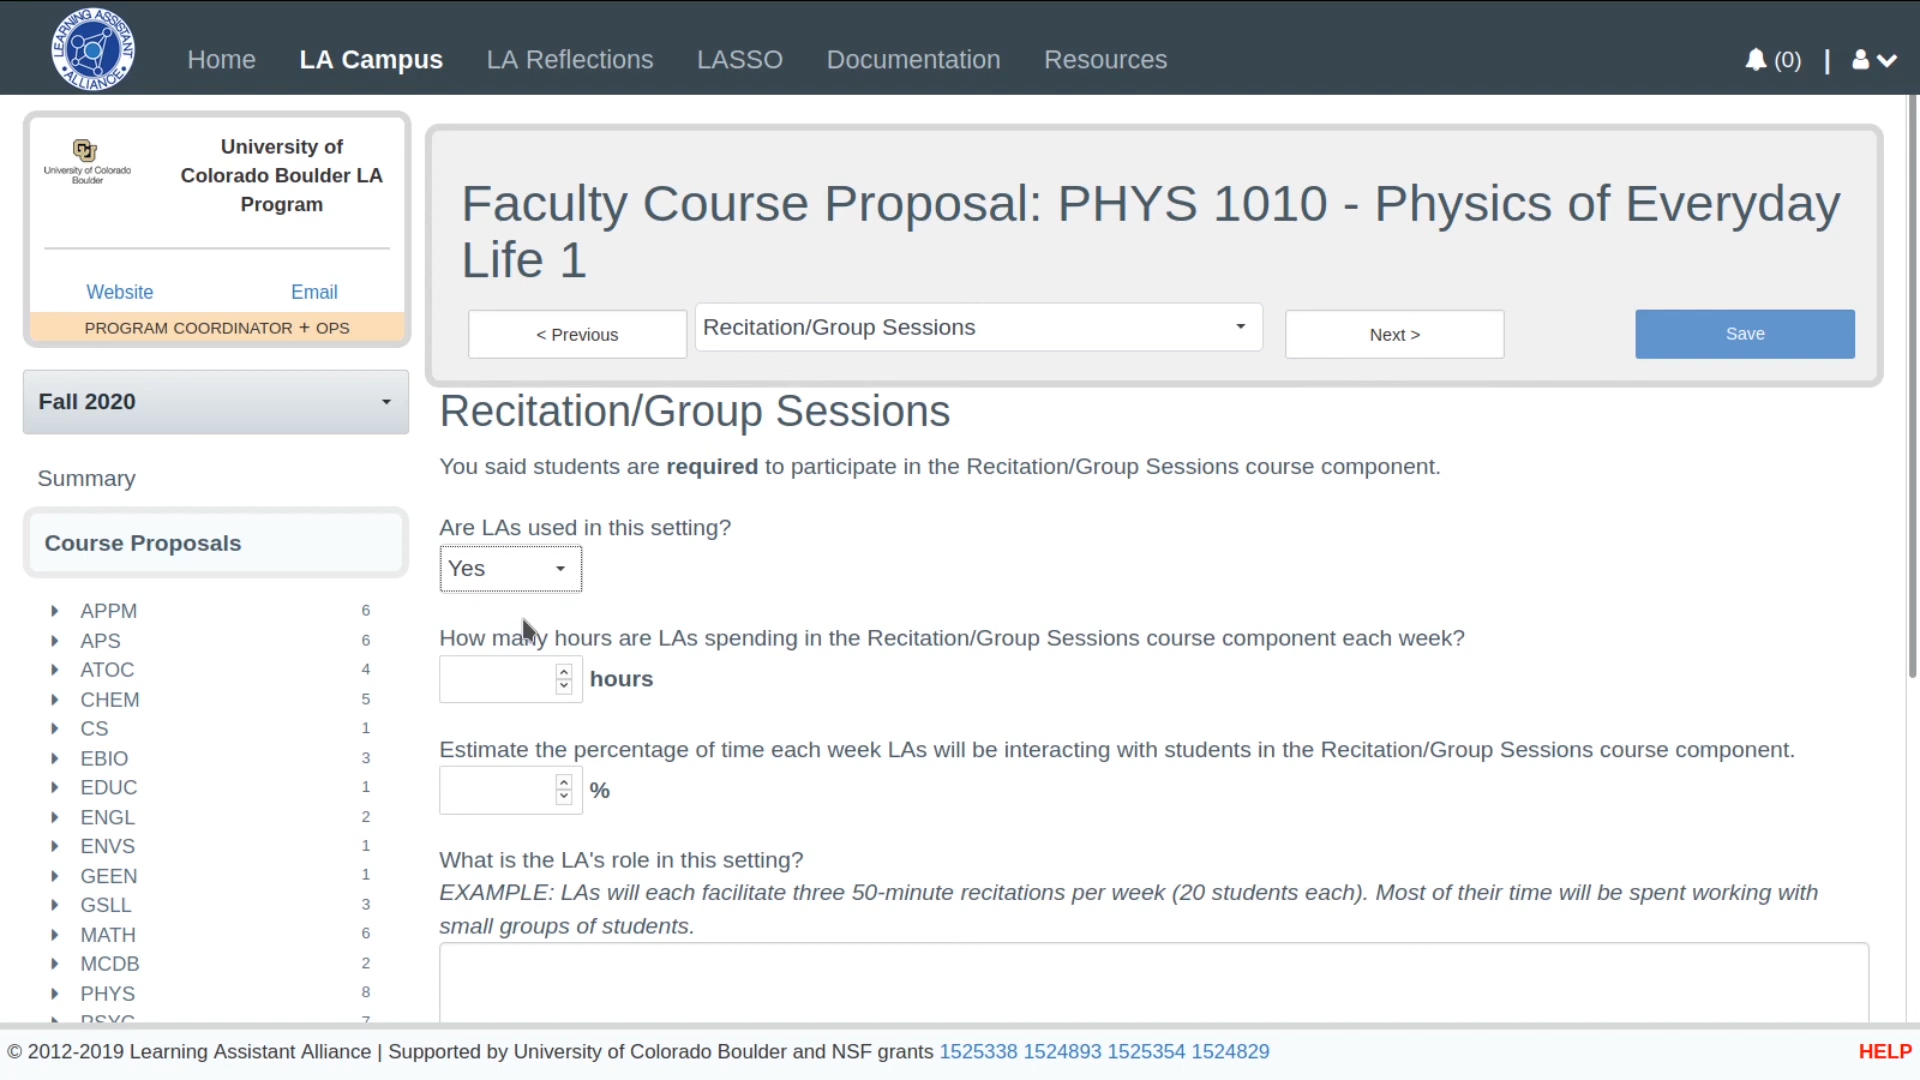 LEARNING ASSISTANT ALLIANCE
Home LA Campus LA Reflections LASSO Documentation Resources (0) |
University of Colorado Boulder
University of Colorado Boulder LA Program
Website Email
PROGRAM COORDINATOR + OPS
Fall 2020
Summary
Course Proposals
APPM 6
APS 6
ATOC 4
CHEM 5
CS 1
EBIO 3
EDUC 1
ENGL 2
ENVS 1
GEEN 1
GSLL 3
MATH 6
MCDB 2
PHYS 8
PSYC 7
Faculty Course Proposal: PHYS 1010 - Physics of Everyday
Life 1
< Previous Recitation/Group Sessions Next > Save
Recitation/Group Sessions
You said students are required to participate in the Recitation/Group Sessions course component.
Are LAs used in this setting?
Yes
How many hours are LAs spending in the Recitation/Group Sessions course component each week?
hours
Estimate the percentage of time each week LAs will be interacting with students in the Recitation/Group Sessions course component.
%
What is the LA's role in this setting?
EXAMPLE: LAs will each facilitate three 50-minute recitations per week (20 students each). Most of their time will be spent working with
small groups of students.
© 2012-2019 Learning Assistant Alliance | Supported by University of Colorado Boulder and NSF grants 1525338 1524893 1525354 1524829 HELP